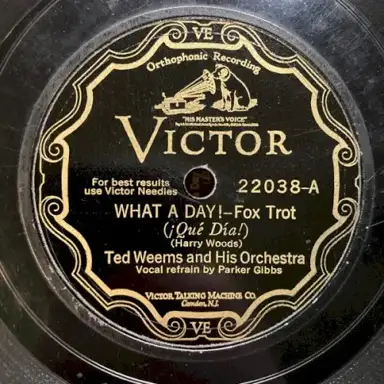 VE
Orthophonic Recording
"HIS MASTER'S VOICE"
VICTOR
For best results
use Victor Needles
22038-A
WHAT A DAY!–Fox Trot
(¡Qué Día!)
(Harry Woods)
Ted Weems and His Orchestra
Vocal refrain by Parker Gibbs
VICTOR TALKING MACHINE CO.
Camden, N.J.
VE